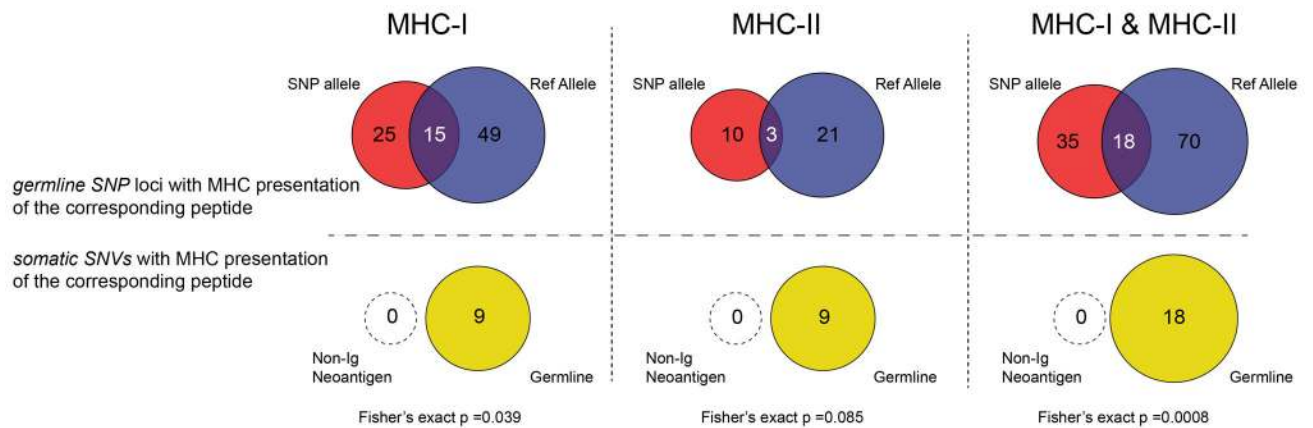 MHC-I
MHC-II
MHC-I & MHC-II
SNP allele
Ref Allele
25
15
49
SNP allele
Ref Allele
10
3
21
SNP allele
Ref Allele
35
18
70
germline SNP loci with MHC presentation
of the corresponding peptide
somatic SNVs with MHC presentation
of the corresponding peptide
0
9
Non-Ig
Neoantigen
Germline
0
9
Non-Ig
Neoantigen
Germline
0
18
Non-Ig
Neoantigen
Germline
Fisher's exact p =0.039
Fisher's exact p =0.085
Fisher's exact p =0.0008